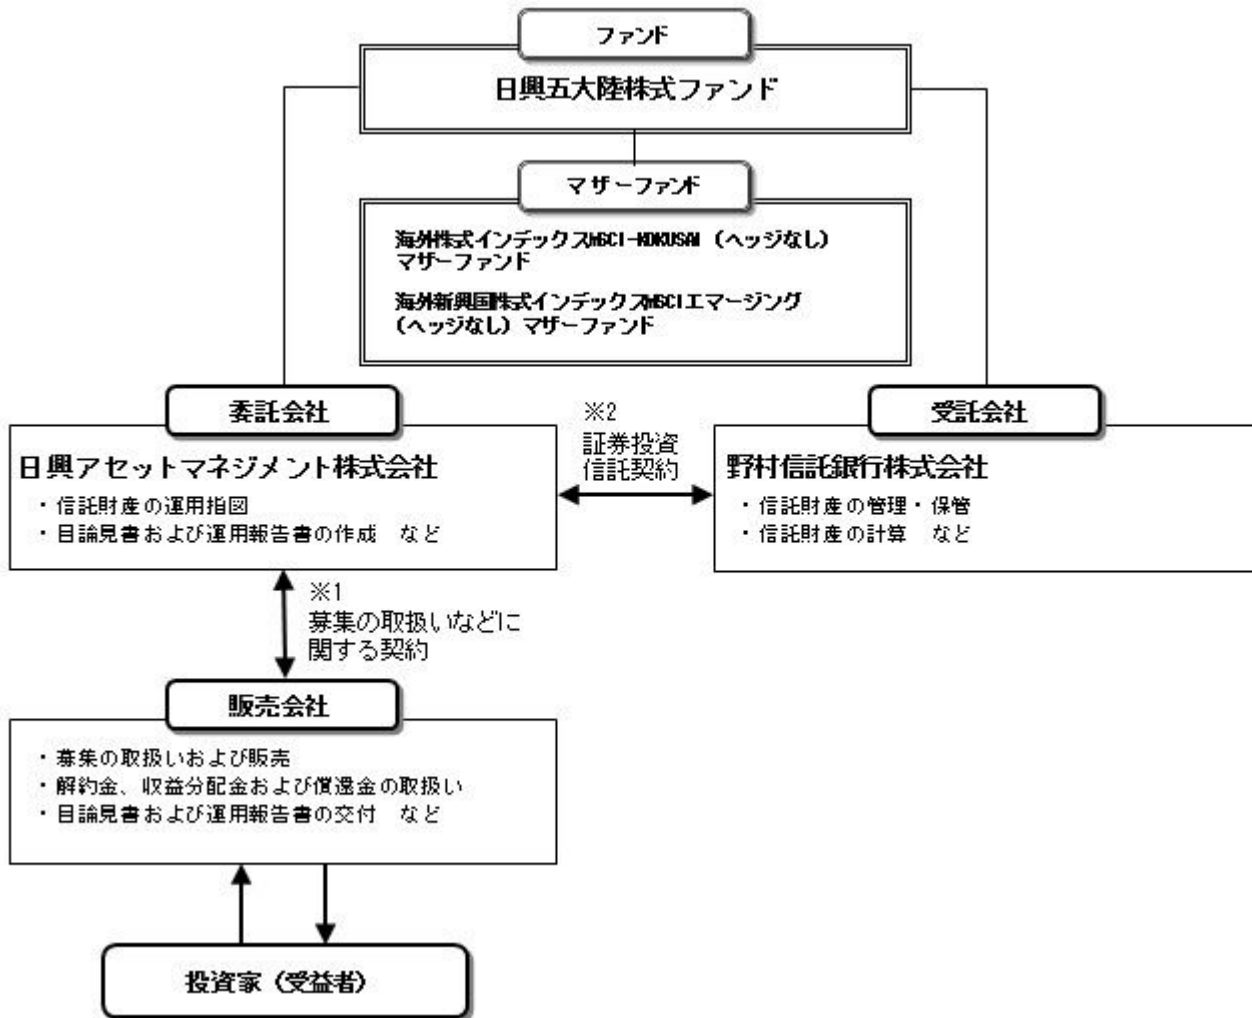 ファンド
日興五大陸株式ファンド
マザーファンド
海外株式インデックスMSCI-KOKUSAI（ヘッジなし）
マザーファンド
海外新興国株式インデックスMSCIエマージング
（ヘッジなし）マザーファンド
委託会社
日興アセットマネジメント株式会社
・信託財産の運用指図
・目論見書および運用報告書の作成　など
※2
証券投資
信託契約
受託会社
野村信託銀行株式会社
・信託財産の管理・保管
・信託財産の計算　など
※1
募集の取扱いなどに
関する契約
販売会社
・募集の取扱いおよび販売
・解約金、収益分配金および償還金の取扱い
・目論見書および運用報告書の交付　など
投資家（受益者）